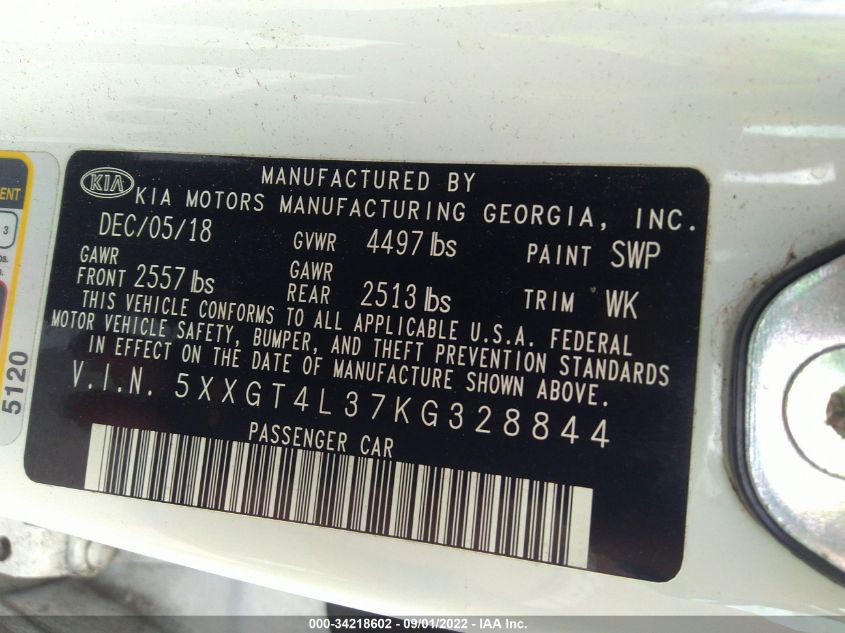 KIA
MANUFACTURED BY
KIA MOTORS MANUFACTURING GEORGIA, INC.
DEC/05/18 GVWR 4497 lbs PAINT SWP
GAWR FRONT 2557 lbs GAWR REAR 2513 lbs TRIM WK
THIS VEHICLE CONFORMS TO ALL APPLICABLE U.S.A. FEDERAL
MOTOR VEHICLE SAFETY, BUMPER, AND THEFT PREVENTION STANDARDS
IN EFFECT ON THE DATE OF MANUFACTURE SHOWN ABOVE.
V.I.N. 5XXGT4L37KG328844
PASSENGER CAR
ENT
3
5120
000-34218602 - 09/01/2022 - IAA Inc.